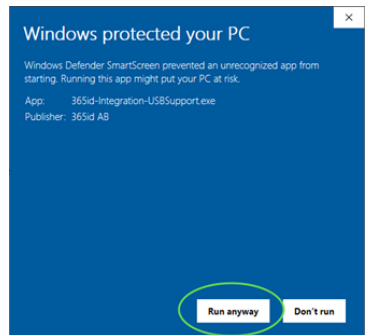 Windows protected your PC
Windows Defender SmartScreen prevented an unrecognized app from
starting. Running this app might put your PC at risk.
App: 365id-Integration-USBSupport.exe
Publisher: 365id AB
Run anyway Don't run